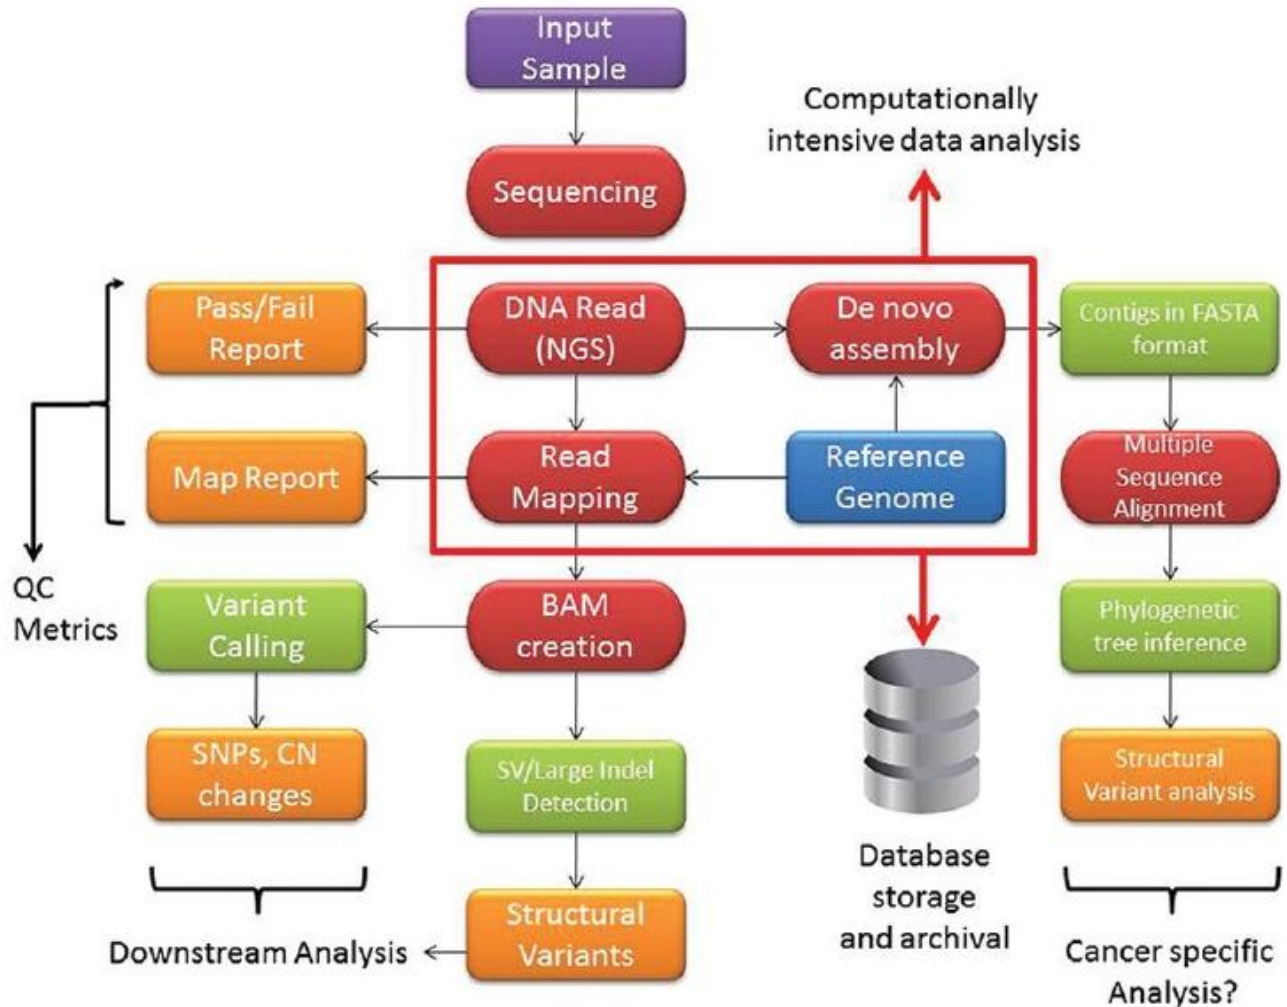 Input
Sample
Computationally
intensive data analysis
Sequencing
Pass/Fail
Report
DNA Read
(NGS)
De novo
assembly
Contigs in FASTA
format
Map Report
Read
Mapping
Reference
Genome
Multiple
Sequence
Alignment
QC
Metrics
Variant
Calling
BAM
creation
Phylogenetic
tree inference
SNPs, CN
changes
SV/Large Indel
Detection
Structural
Variant analysis
Database
storage
and archival
Structural
Variants
Downstream Analysis
Cancer specific
Analysis?